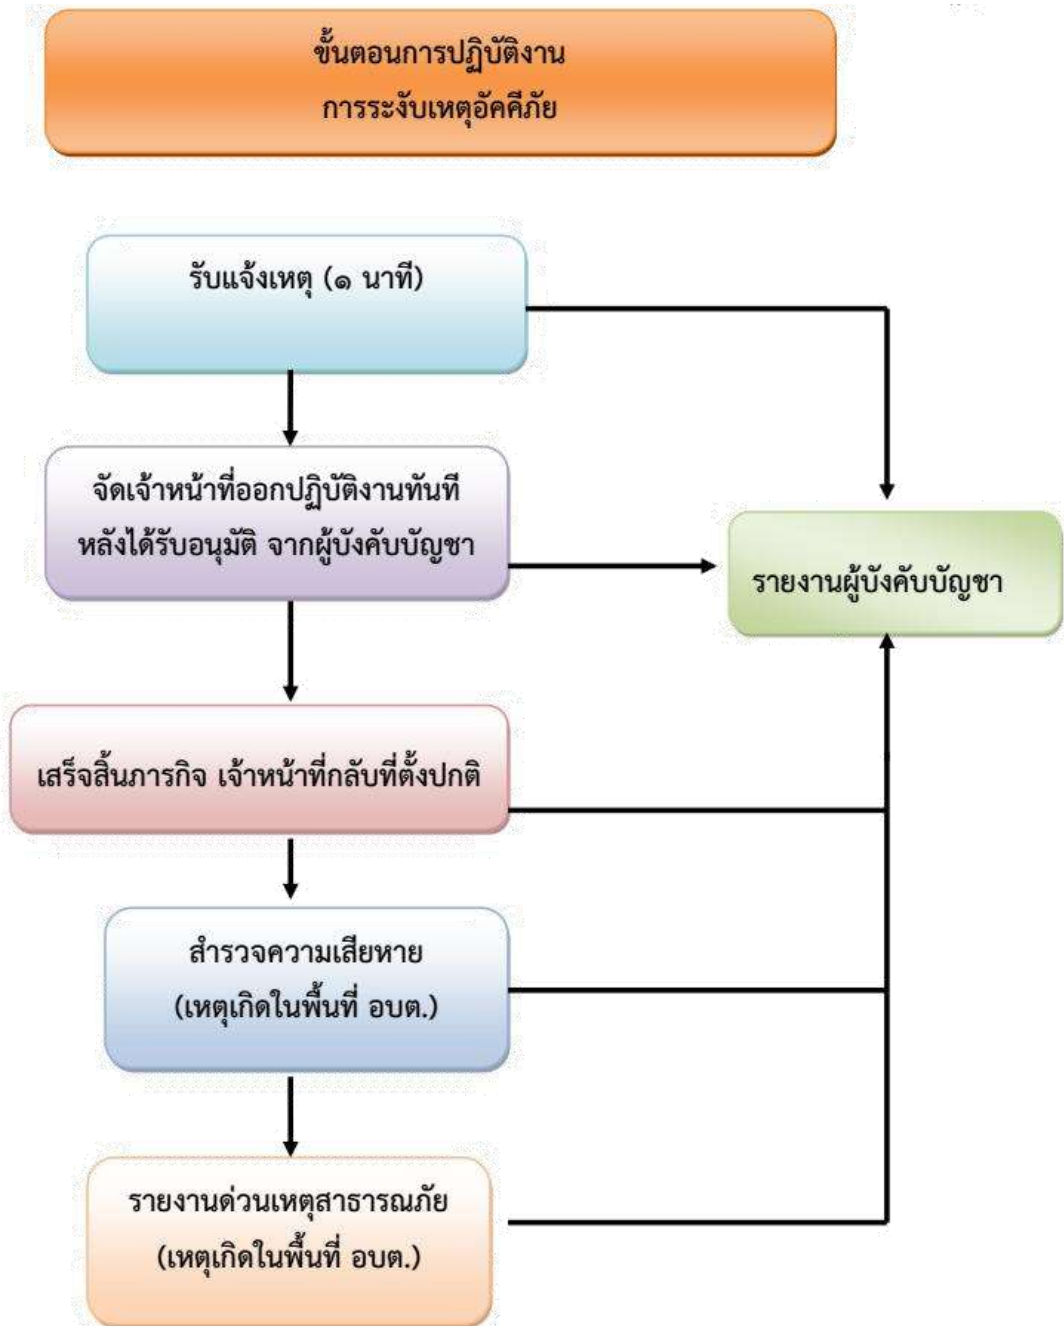 ขั้นตอนการปฏิบัติงาน
การระงับเหตุอัคคีภัย
รับแจ้งเหตุ (๑ นาที)
จัดเจ้าหน้าที่ออกปฏิบัติงานทันที
หลังได้รับอนุมัติ จากผู้บังคับบัญชา
รายงานผู้บังคับบัญชา
เสร็จสิ้นภารกิจ เจ้าหน้าที่กลับที่ตั้งปกติ
สำรวจความเสียหาย
(เหตุเกิดในพื้นที่ อบต.)
รายงานด่วนเหตุสาธารณภัย
(เหตุเกิดในพื้นที่ อบต.)